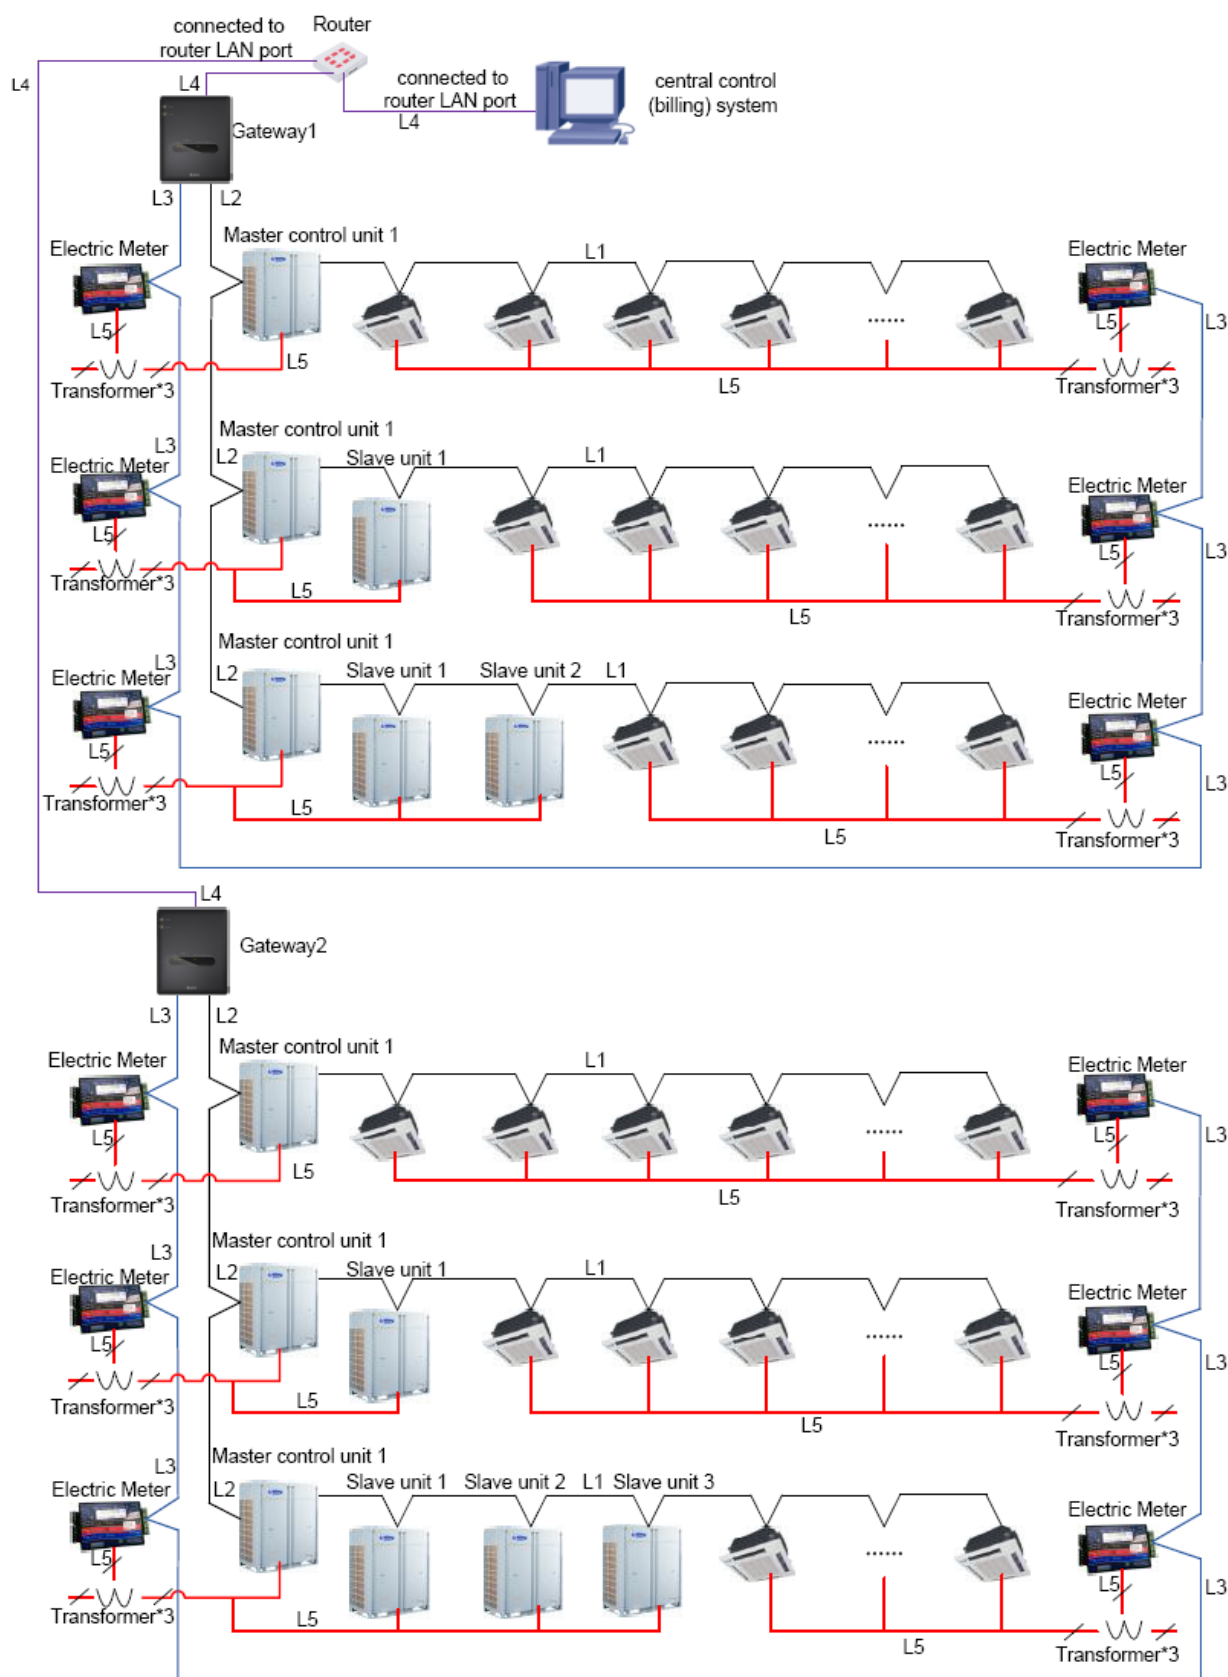 connected to
router LAN port
Router
L4
L4
connected to
router LAN port
L4
central control
(billing) system
Gateway1
L3
L2
Electric Meter
Master control unit 1
L1
Electric Meter
L5
L5
L5
L3
Transformer*3
L5
Transformer*3
L3
Electric Meter
Master control unit 1
L2
Slave unit 1
L1
Electric Meter
L5
......
L5
L3
Transformer*3
L5
L5
Transformer*3
L3
Electric Meter
Master control unit 1
L2
Slave unit 1
Slave unit 2
L1
Electric Meter
L5
......
L5
L3
Transformer*3
L5
L5
Transformer*3
L4
Gateway2
L3
L2
Electric Meter
Master control unit 1
L1
Electric Meter
L5
......
L5
L3
L5
Transformer*3
L5
Transformer*3
L3
Electric Meter
Master control unit 1
L2
Slave unit 1
L1
Electric Meter
L5
......
L5
L3
Transformer*3
L5
L5
Transformer*3
L3
Electric Meter
Master control unit 1
L2
Slave unit 1
Slave unit 2
L1
Slave unit 3
Electric Meter
L5
......
L5
L3
Transformer*3
L5
L5
Transformer*3